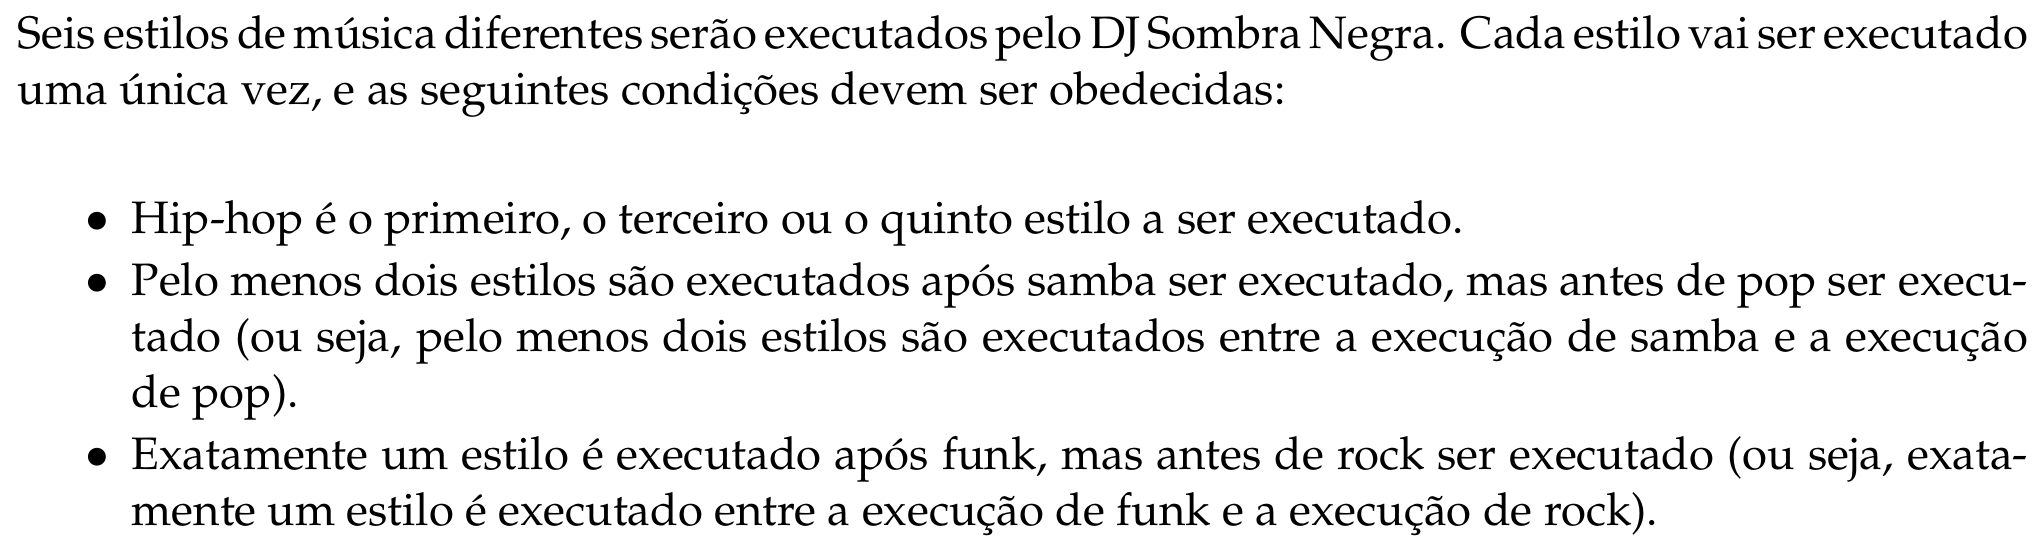 Seis estilos de música diferentes serão executados pelo DJ Sombra Negra. Cada estilo vai ser executado
uma única vez, e as seguintes condições devem ser obedecidas:
• Hip-hop é o primeiro, o terceiro ou o quinto estilo a ser executado.
• Pelo menos dois estilos são executados após samba ser executado, mas antes de pop ser execu-
tado (ou seja, pelo menos dois estilos são executados entre a execução de samba e a execução
de pop).
• Exatamente um estilo é executado após funk, mas antes de rock ser executado (ou seja, exata-
mente um estilo é executado entre a execução de funk e a execução de rock).